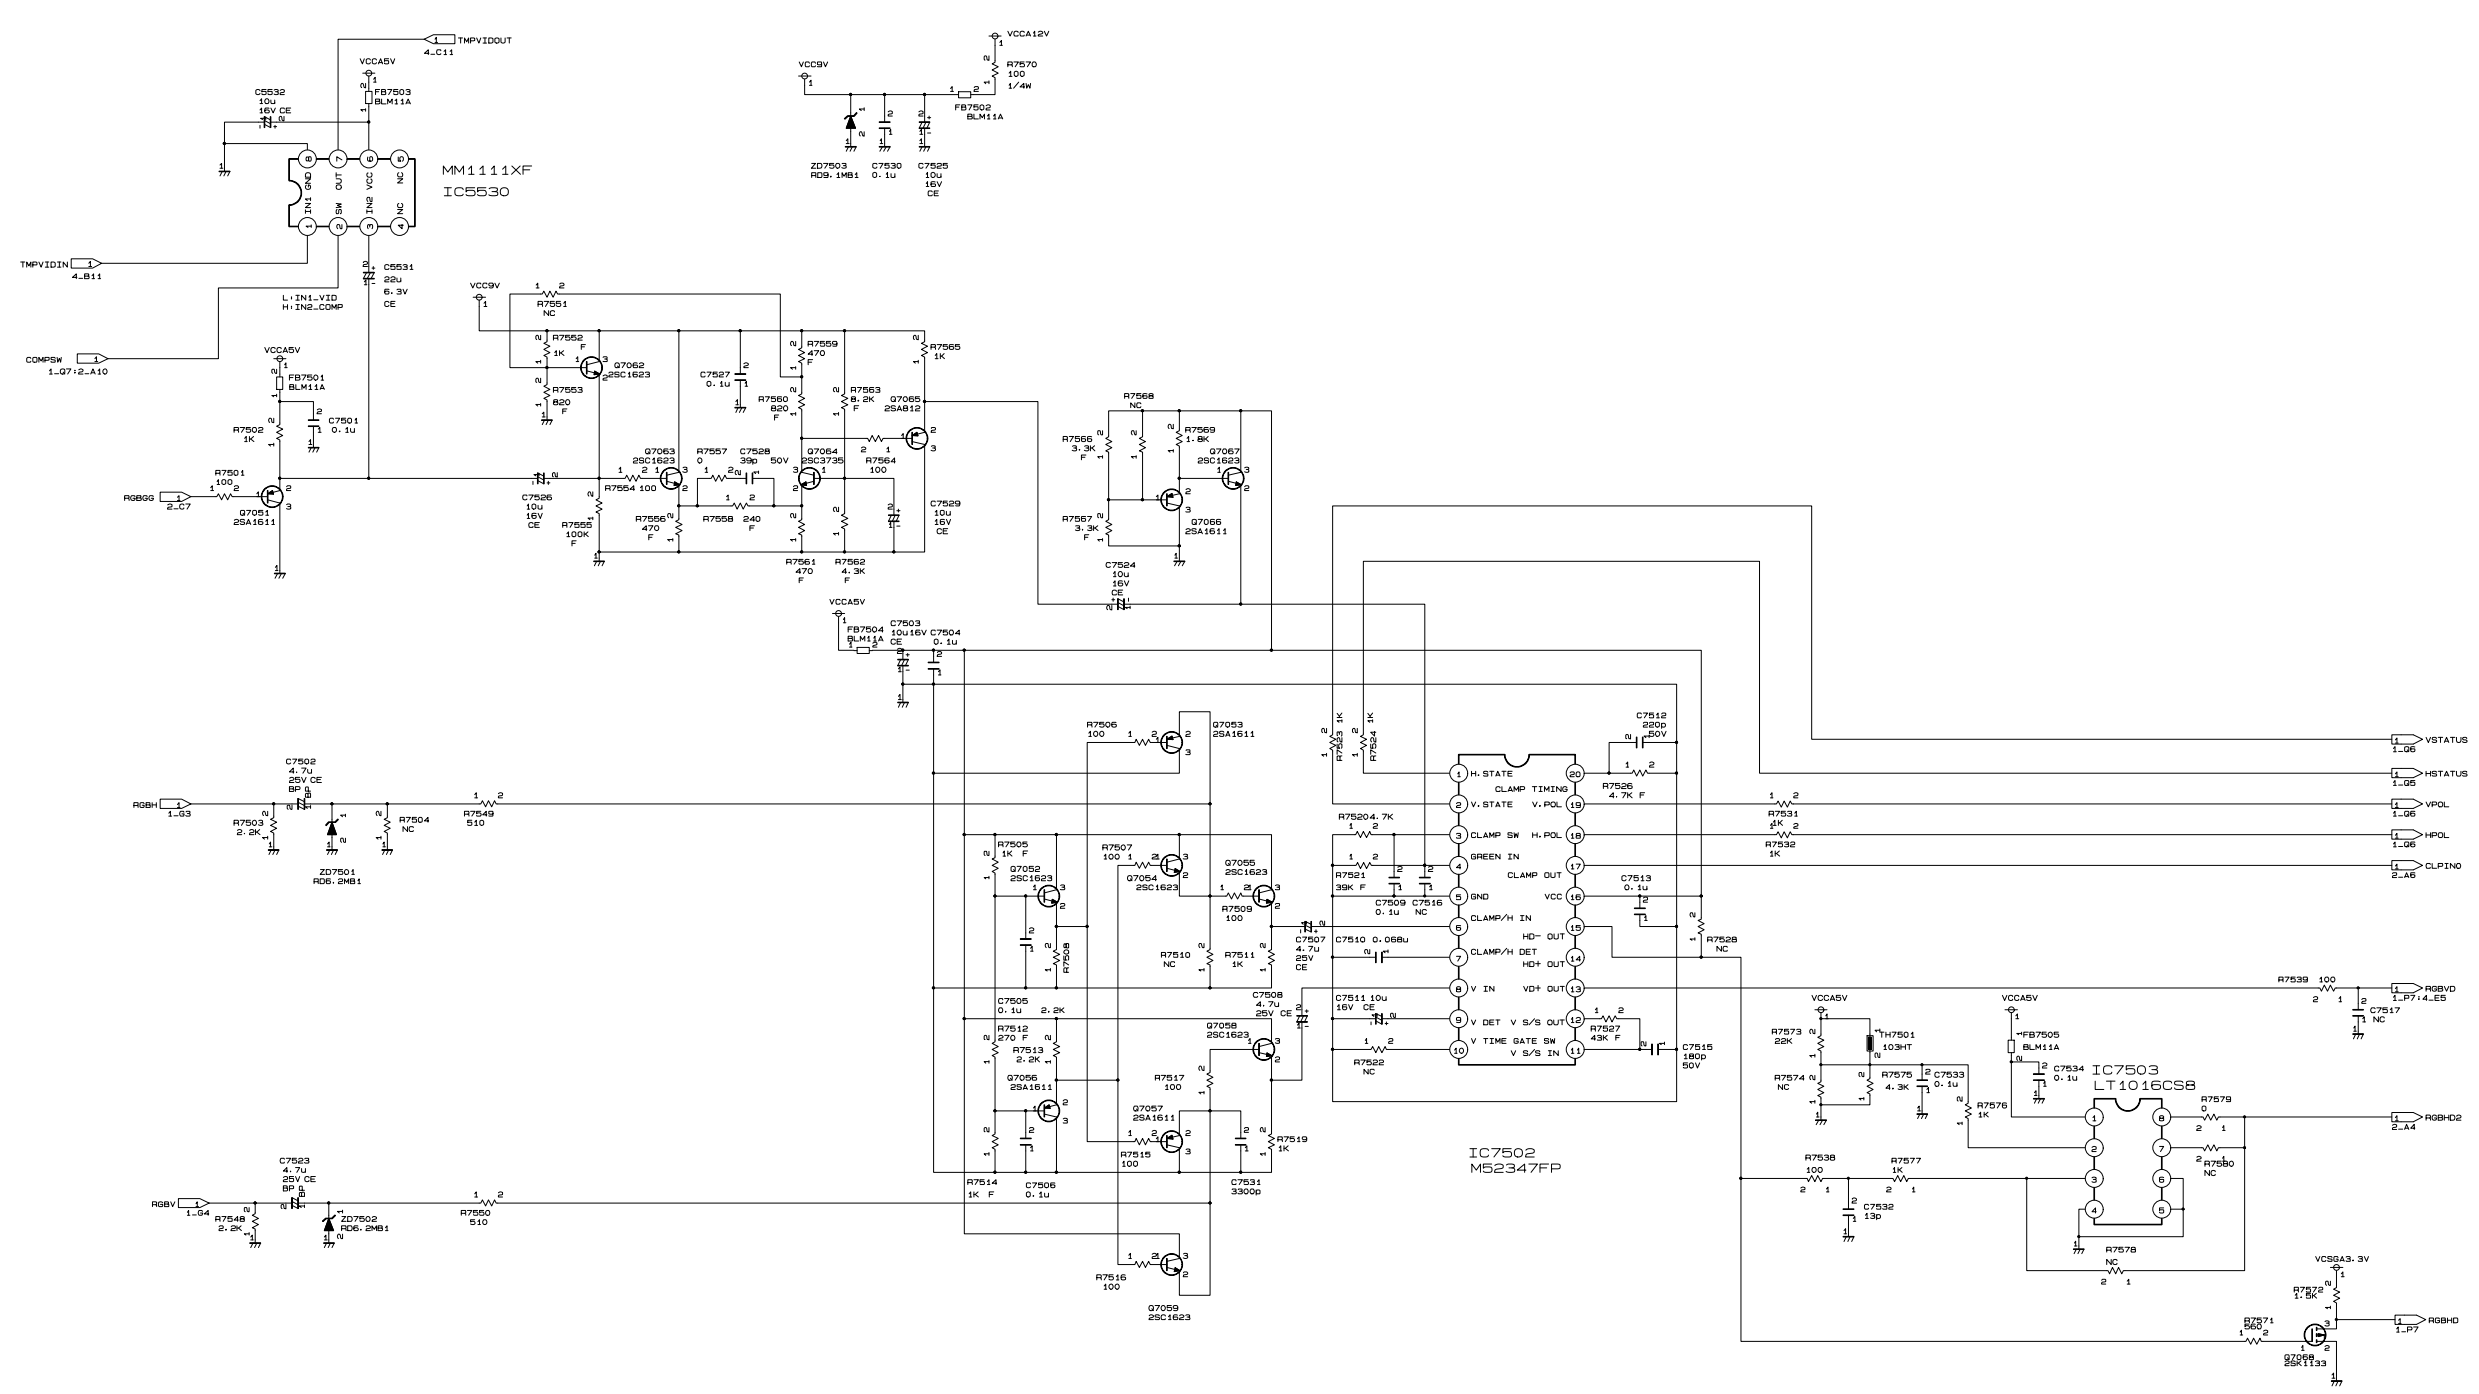 TMPVIDOUT
4_C11
VCCA5V
FB7503
BLM11A
C5532
10u
16V CE
GND
OUT
VCC
NC
IN1
SW
IN2
NC
MM1111XF
IC5530
TMPVIDIN
4_B11
C5531
22u
6.3V
CE
L:IN1_VID
H:IN2_COMP
COMPSW
1_Q7:2_A10
VCCA5V
FB7501
BLM11A
C7501
0.1u
R7502
1K
R7501
100
RGBGG
2_C7
Q7051
2SA1611
VCC9V
VCCA12V
R7570
100
1/4W
FB7502
BLM11A
ZD7503
RD9.1MB1
C7530
0.1u
C7525
10u
16V
CE
VCC9V
R7551
NC
R7552
F
1K
R7553
820
F
Q7062
2SC1623
C7527
0.1u
R7559
470
F
R7560
820
F
R7563
8.2K
F
R7565
1K
Q7065
2SA812
Q7063
2SC1623
R7557
0
C7528
39p 50V
Q7064
2SC3735
R7564
100
R7554 100
C7526
10u
16V
CE
R7555
100K
F
R7556
470
F
R7558 240
F
R7561
470
F
R7562
4.3K
F
C7529
10u
16V
CE
R7568
NC
R7566
3.3K
F
R7569
1.8K
Q7067
2SC1623
R7567
3.3K
F
Q7066
2SA1611
C7524
10u
16V
CE
VCCA5V
FB7504
BLM11A
C7503
10u16V
CE
C7504
0.1u
R7506
100
Q7053
2SA1611
RGBH
1_G3
R7503
2.2K
C7502
4.7u
25V CE
BP BP
ZD7501
RD6.2MB1
R7504
NC
R7549
510
R7505
1K F
Q7052
2SC1623
R7507
100
Q7054
2SC1623
Q7055
2SC1623
R7509
100
R7508
R7510
NC
R7511
1K
C7507
4.7u
25V
CE
C7505
0.1u 2.2K
R7512
270 F
R7513
2.2K
Q7056
2SA1611
C7508
4.7u
25V CE
Q7058
2SC1623
R7517
100
Q7057
2SA1611
R7515
100
R7519
1K
R7514
1K F
C7506
0.1u
C7531
3300p
RGBV
1_G4
R7548
2.2K
C7523
4.7u
25V CE
BP BP
ZD7502
RD6.2MB1
R7550
510
R7516
100
Q7059
2SC1623
R7523 1K
R7524 1K
C7512
220p
50V
H.STATE
CLAMP TIMING
V.STATE V.POL
CLAMP SW H.POL
GREEN IN
CLAMP OUT
GND VCC
CLAMP/H IN
HD- OUT
CLAMP/H DET
HD+ OUT
V IN VD+ OUT
V DET V S/S OUT
V TIME GATE SW
V S/S IN
R7526
4.7K F
R7520 4.7K
R7521
39K F
C7509
0.1u
C7516
NC
C7510 0.068u
C7511 10u
16V CE
R7522
NC
C7513
0.1u
R7528
NC
R7527
43K F
C7515
180p
50V
IC7502
M52347FP
R7531
1K
R7532
1K
VSTATUS
1_Q6
HSTATUS
1_Q5
VPOL
1_Q6
HPOL
1_Q6
CLPIN0
2_A6
R7539 100
RGBVD
1_P7:4_E5
C7517
NC
VCCA5V
R7573
22K
TH7501
103HT
R7574
NC
R7575
4.3K
C7533
0.1u
VCCA5V
FB7505
BLM11A
C7534
0.1u
IC7503
LT1016CS8
R7576
1K
R7579
0
R7580
NC
RGBHD2
2_A4
R7538
100
R7577
1K
C7532
13p
R7578
NC
VCSGA3.3V
R7572
1.5K
R7571
560
RGBHD
1_P7
Q7068
2SK1133